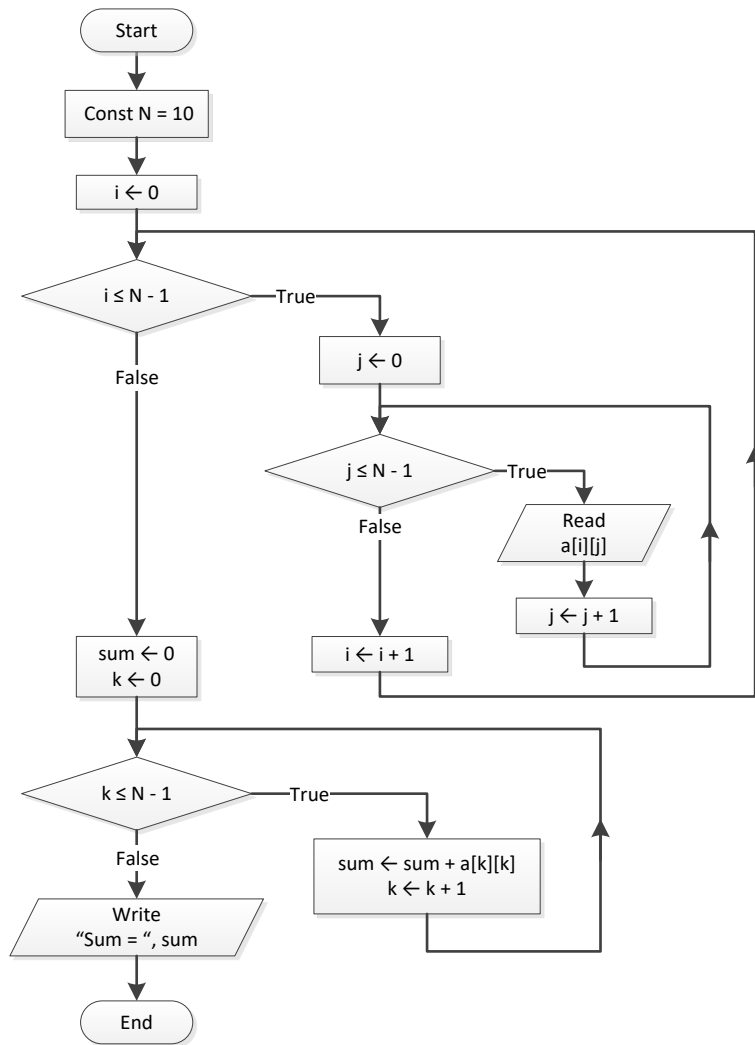 Start
Const N = 10
i ← 0
i ≤ N - 1
True
False
j ← 0
j ≤ N - 1
True
False
Read
a[i][j]
j ← j + 1
i ← i + 1
sum ← 0
k ← 0
k ≤ N - 1
True
False
sum ← sum + a[k][k]
k ← k + 1
Write
“Sum = “, sum
End